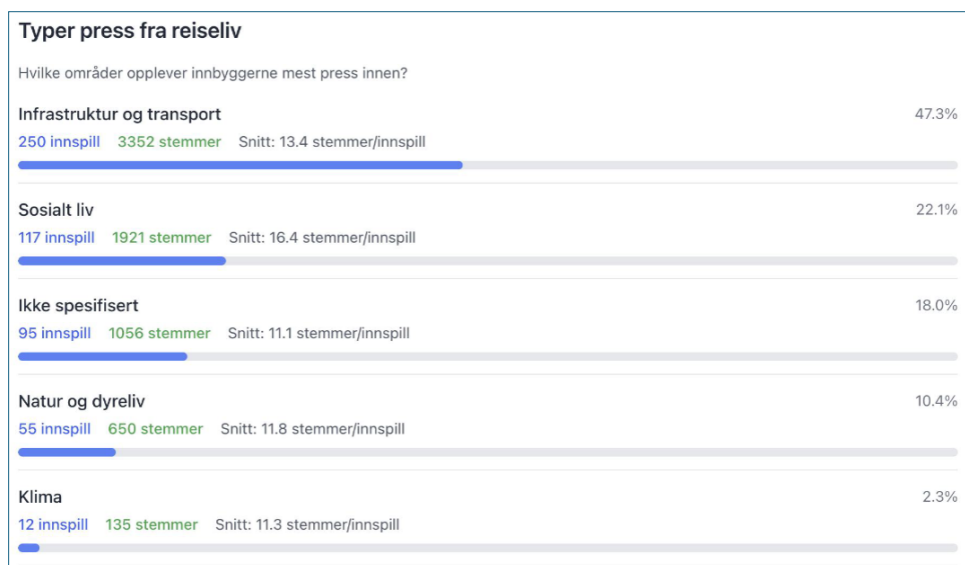 Typer press fra reiseliv
Hvilke områder opplever innbyggerne mest press innen?
Infrastruktur og transport 47.3%
250 innspill 3352 stemmer Snitt: 13.4 stemmer/innspill
Sosialt liv 22.1%
117 innspill 1921 stemmer Snitt: 16.4 stemmer/innspill
Ikke spesifisert 18.0%
95 innspill 1056 stemmer Snitt: 11.1 stemmer/innspill
Natur og dyreliv 10.4%
55 innspill 650 stemmer Snitt: 11.8 stemmer/innspill
Klima 2.3%
12 innspill 135 stemmer Snitt: 11.3 stemmer/innspill